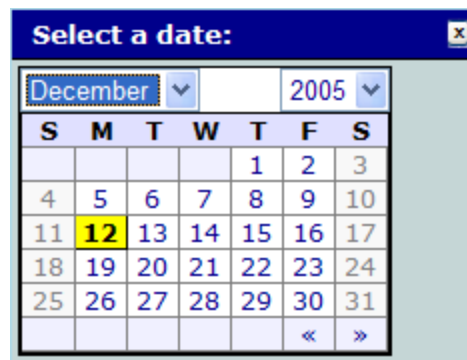 Select a date: x
December 2005
S M T W T F S
1 2 3
4 5 6 7 8 9 10
11 12 13 14 15 16 17
18 19 20 21 22 23 24
25 26 27 28 29 30 31
« »